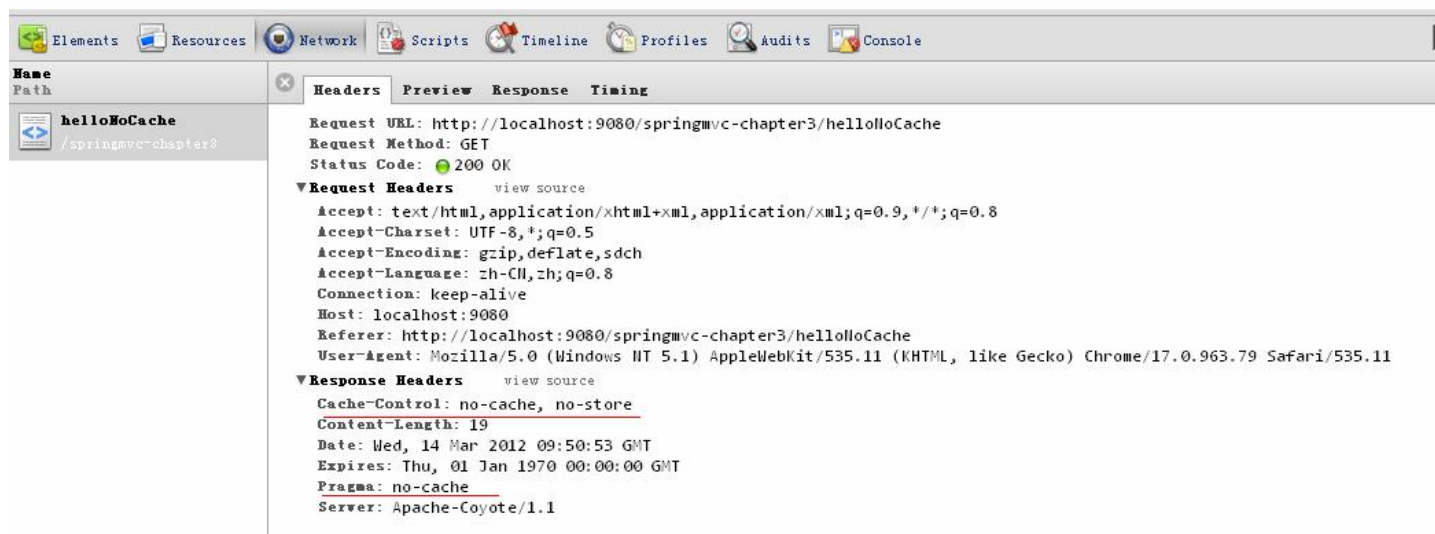 Elements Resources Network Scripts Timeline Profiles Audits Console
Name
Path
helloNoCache
/springmvc-chapter3
Headers Preview Response Timing
Request URL: http://localhost:9080/springmvc-chapter3/helloNoCache
Request Method: GET
Status Code: 200 OK
▼Request Headers view source
Accept: text/html,application/xhtml+xml,application/xml;q=0.9,*/*;q=0.8
Accept-Charset: UTF-8,*;q=0.5
Accept-Encoding: gzip,deflate,sdch
Accept-Language: zh-CN,zh;q=0.8
Connection: keep-alive
Host: localhost:9080
Referer: http://localhost:9080/springmvc-chapter3/helloNoCache
User-Agent: Mozilla/5.0 (Windows NT 5.1) AppleWebKit/535.11 (KHTML, like Gecko) Chrome/17.0.963.79 Safari/535.11
▼Response Headers view source
Cache-Control: no-cache, no-store
Content-Length: 19
Date: Wed, 14 Mar 2012 09:50:53 GMT
Expires: Thu, 01 Jan 1970 00:00:00 GMT
Pragma: no-cache
Server: Apache-Coyote/1.1